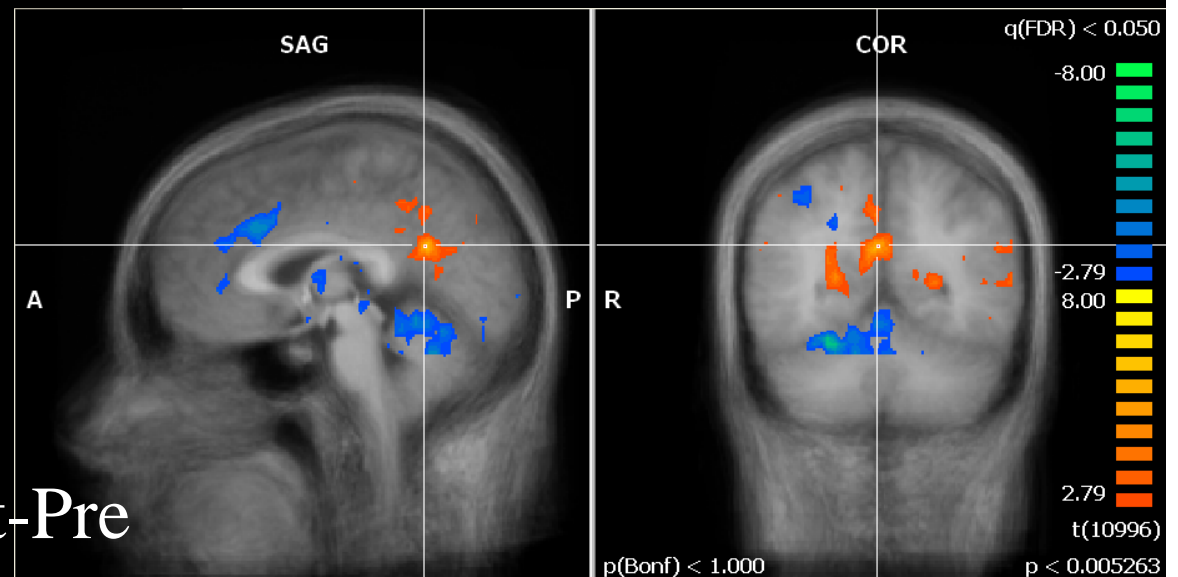 SAG
COR
q(FDR) < 0.050
-8.00
-2.79
8.00
A
P
R
2.79
t(10996)
t-Pre
p(Bonf) < 1.000
p < 0.005263